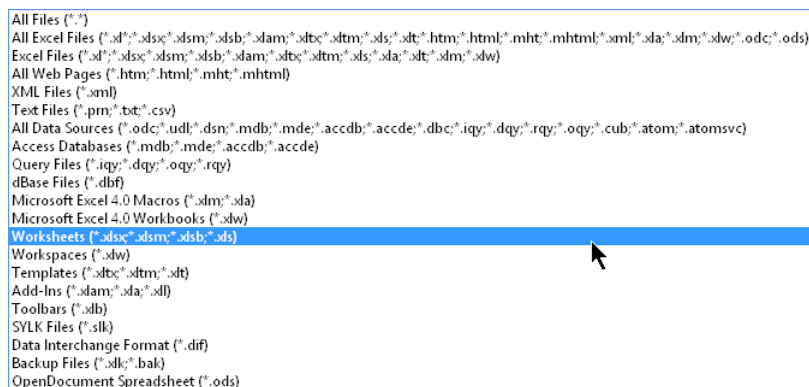 All Files (*.*)
All Excel Files (*.xl*;*.xlsx;*.xlsm;*.xlsb;*.xlam;*.xltx;*.xltm;*.xls;*.xlt;*.htm;*.html;*.mht;*.mhtml;*.xml;*.xla;*.xlm;*.xlw;*.odc;*.ods)
Excel Files (*.xl*;*.xlsx;*.xlsm;*.xlsb;*.xlam;*.xltx;*.xltm;*.xls;*.xla;*.xlt;*.xlm;*.xlw)
All Web Pages (*.htm;*.html;*.mht;*.mhtml)
XML Files (*.xml)
Text Files (*.prn;*.txt;*.csv)
All Data Sources (*.odc;*.udl;*.dsn;*.mdb;*.mde;*.accdb;*.accde;*.dbc;*.iqy;*.dqy;*.rqy;*.oqy;*.cub;*.atom;*.atomsvc)
Access Databases (*.mdb;*.mde;*.accdb;*.accde)
Query Files (*.iqy;*.dqy;*.oqy;*.rqy)
dBase Files (*.dbf)
Microsoft Excel 4.0 Macros (*.xlm;*.xla)
Microsoft Excel 4.0 Workbooks (*.xlw)
Worksheets (*.xlsx;*.xlsm;*.xlsb;*.xls)
Workspaces (*.xlw)
Templates (*.xltx;*.xltm;*.xlt)
Add-Ins (*.xlam;*.xla;*.xll)
Toolbars (*.xlb)
SYLK Files (*.slk)
Data Interchange Format (*.dif)
Backup Files (*.xlk;*.bak)
OpenDocument Spreadsheet (*.ods)